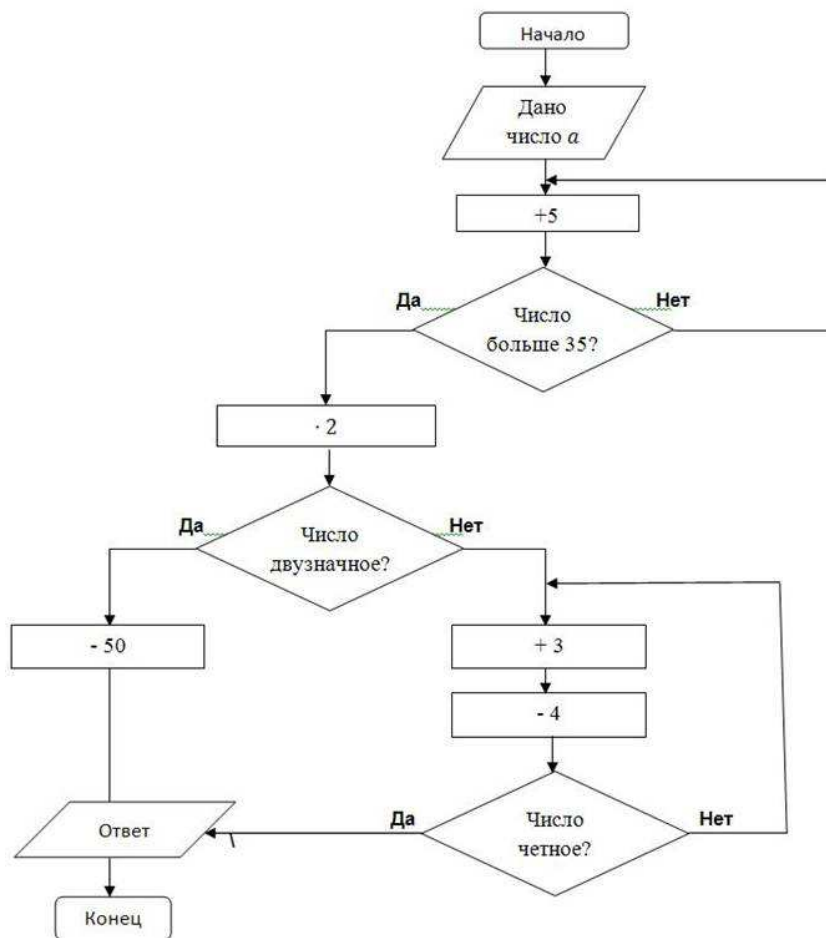 Начало
Дано
число a
+5
Да
Нет
Число
больше 35?
· 2
Да
Нет
Число
двузначное?
- 50
+ 3
- 4
Да
Нет
Число
четное?
Ответ
Конец